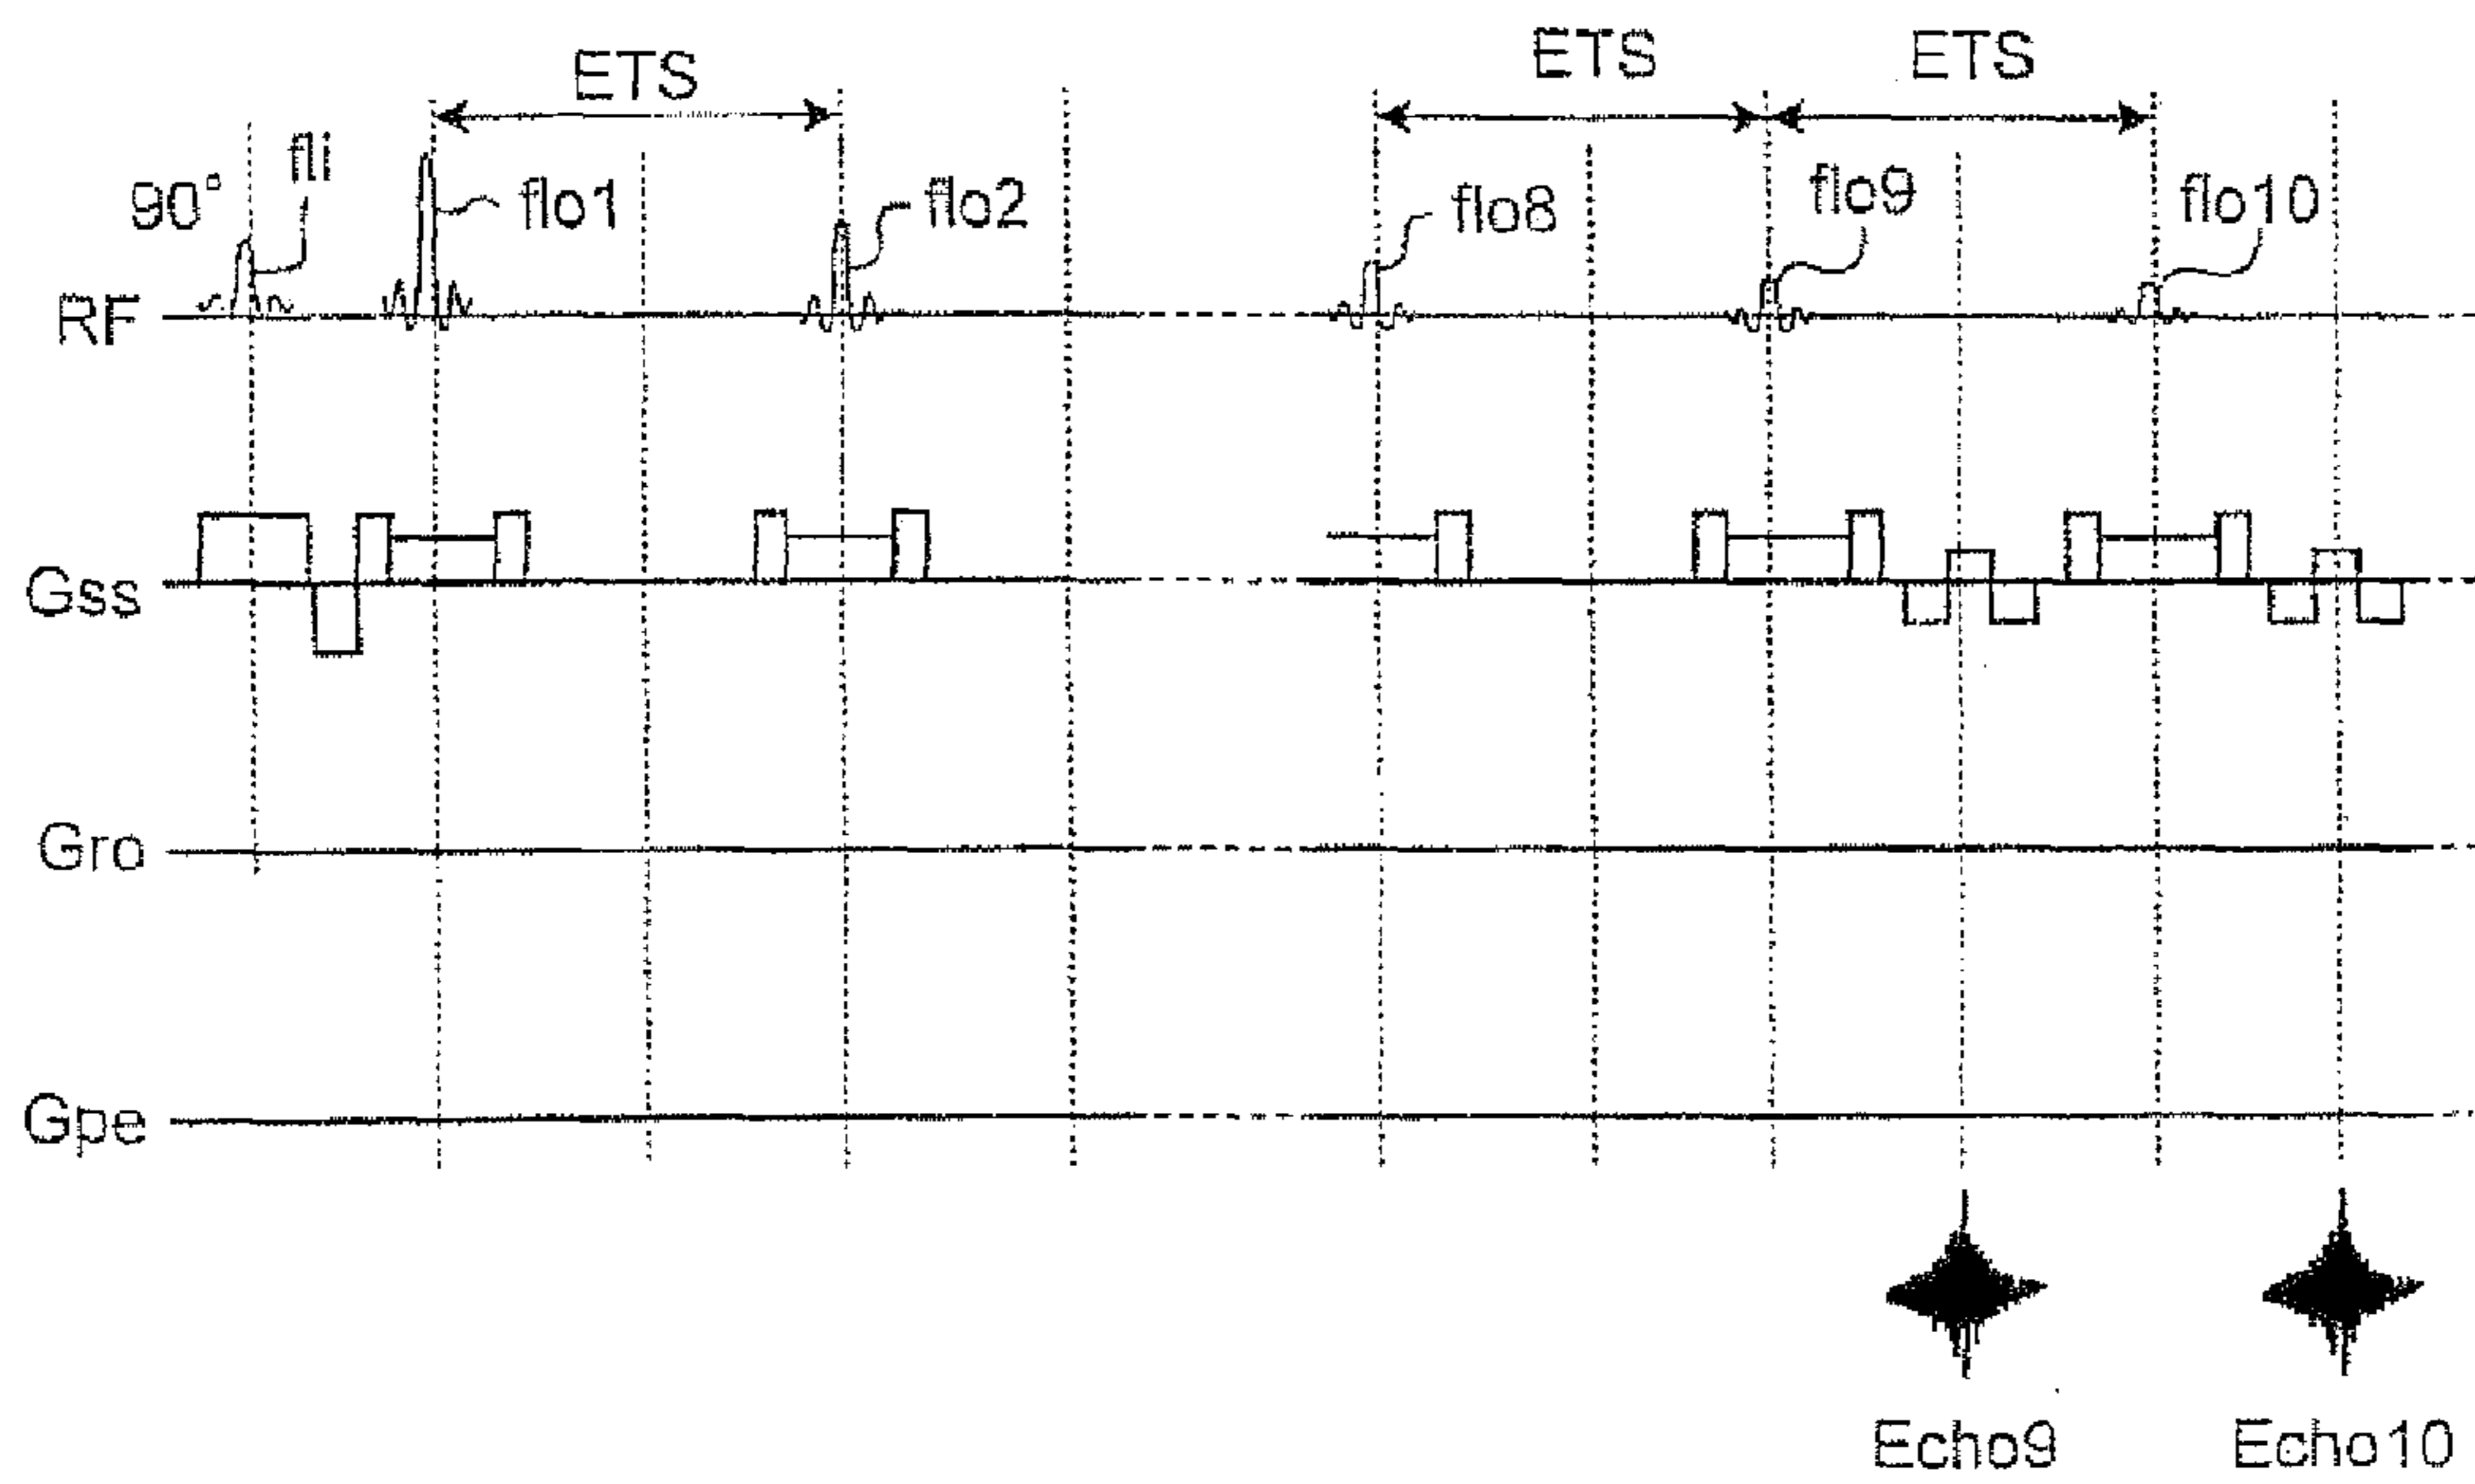 ETS ETS ETS
90° fli flo1 flo2 flo8 flo9 flo10
RF
Gss
Gro
Gpe
Echo9 Echo10